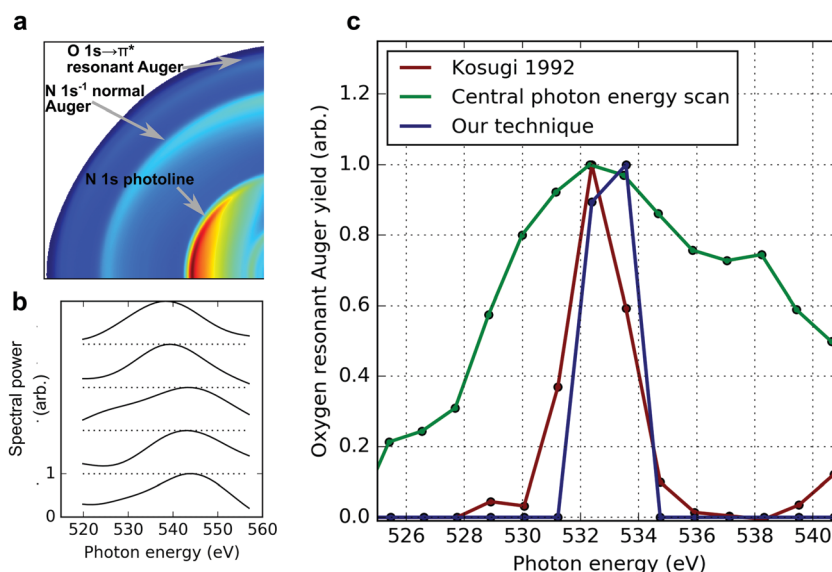 a
O 1s→π*
resonant Auger
N 1s⁻¹ normal
Auger
N 1s photoline
b
Spectral power
(arb.)
1
0
520 530 540 550 560
Photon energy (eV)
c
Kosugi 1992
Central photon energy scan
Our technique
Oxygen resonant Auger yield (arb.)
1.2
1.0
0.8
0.6
0.4
0.2
0.0
526 528 530 532 534 536 538 540
Photon energy (eV)